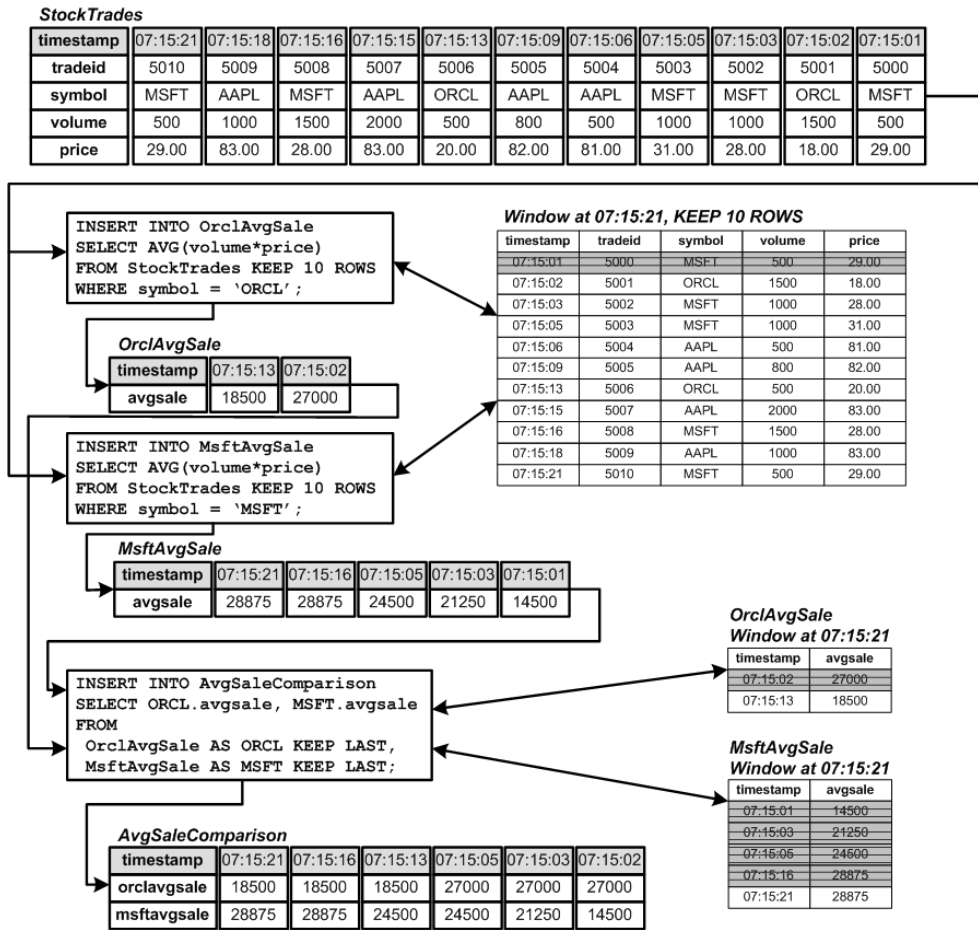 StockTrades
timestamp 07:15:21 07:15:18 07:15:16 07:15:15 07:15:13 07:15:09 07:15:06 07:15:05 07:15:03 07:15:02 07:15:01
tradeid 5010 5009 5008 5007 5006 5005 5004 5003 5002 5001 5000
symbol MSFT AAPL MSFT AAPL ORCL AAPL AAPL MSFT MSFT ORCL MSFT
volume 500 1000 1500 2000 500 800 500 1000 1000 1500 500
price 29.00 83.00 28.00 83.00 20.00 82.00 81.00 31.00 28.00 18.00 29.00
INSERT INTO OrclAvgSale
SELECT AVG(volume*price)
FROM StockTrades KEEP 10 ROWS
WHERE symbol = ‘ORCL’;
Window at 07:15:21, KEEP 10 ROWS
timestamp tradeid symbol volume price
07:15:01 5000 MSFT 500 29.00
07:15:02 5001 ORCL 1500 18.00
07:15:03 5002 MSFT 1000 28.00
07:15:05 5003 MSFT 1000 31.00
07:15:06 5004 AAPL 500 81.00
07:15:09 5005 AAPL 800 82.00
07:15:13 5006 ORCL 500 20.00
07:15:15 5007 AAPL 2000 83.00
07:15:16 5008 MSFT 1500 28.00
07:15:18 5009 AAPL 1000 83.00
07:15:21 5010 MSFT 500 29.00
OrclAvgSale
timestamp 07:15:13 07:15:02
avgsale 18500 27000
INSERT INTO MsftAvgSale
SELECT AVG(volume*price)
FROM StockTrades KEEP 10 ROWS
WHERE symbol = ‘MSFT’;
MsftAvgSale
timestamp 07:15:21 07:15:16 07:15:05 07:15:03 07:15:01
avgsale 28875 28875 24500 21250 14500
INSERT INTO AvgSaleComparison
SELECT ORCL.avgsale, MSFT.avgsale
FROM
OrclAvgSale AS ORCL KEEP LAST,
MsftAvgSale AS MSFT KEEP LAST;
OrclAvgSale
Window at 07:15:21
timestamp avgsale
07:15:02 27000
07:15:13 18500
MsftAvgSale
Window at 07:15:21
timestamp avgsale
07:15:01 14500
07:15:03 21250
07:15:05 24500
07:15:16 28875
07:15:21 28875
AvgSaleComparison
timestamp 07:15:21 07:15:16 07:15:13 07:15:05 07:15:03 07:15:02
orclavgsale 18500 18500 18500 27000 27000 27000
msftavgsale 28875 28875 24500 24500 21250 14500